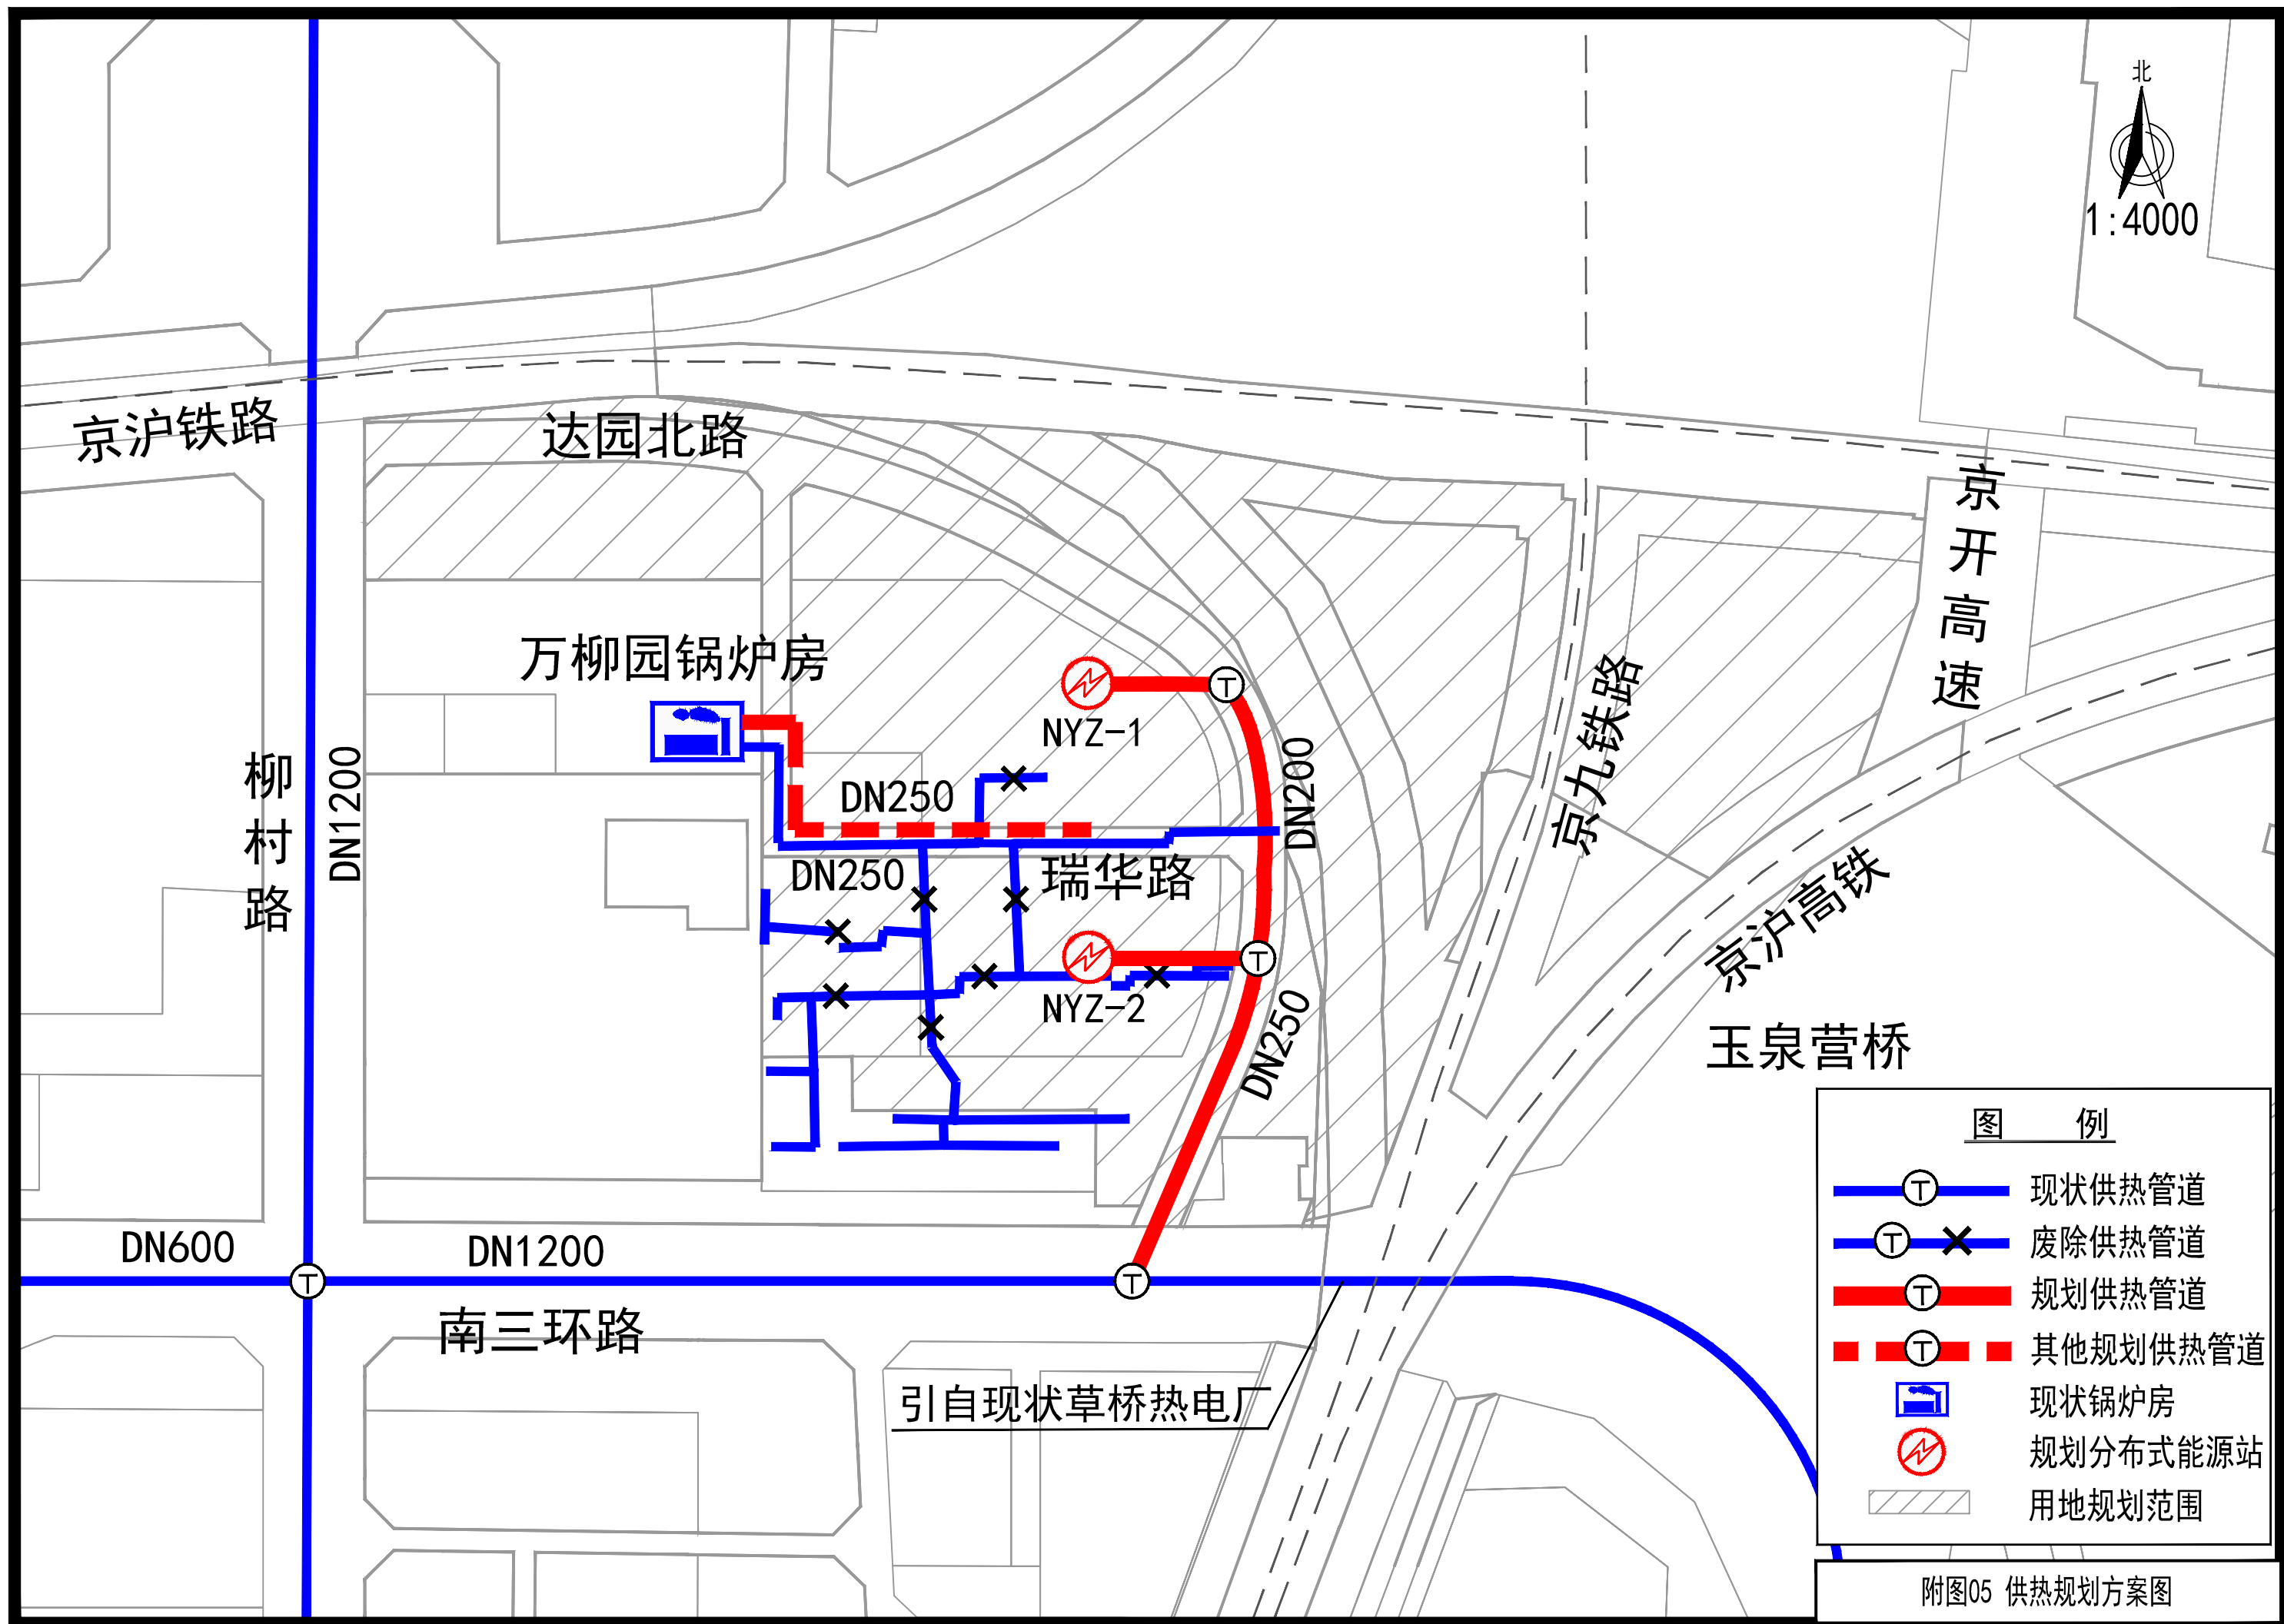 北
1:4000
京沪铁路
达园北路
京开高速
万柳园锅炉房
NYZ-1
京九铁路
柳村路
DN1200
DN250
DN200
DN250
瑞华路
京沪高铁
NYZ-2
DN250
玉泉营桥
DN600
DN1200
南三环路
引自现状草桥热电厂
图 例
T 现状供热管道
T 废除供热管道
T 规划供热管道
T 其他规划供热管道
现状锅炉房
规划分布式能源站
用地规划范围
附图05 供热规划方案图
T
T
T
T